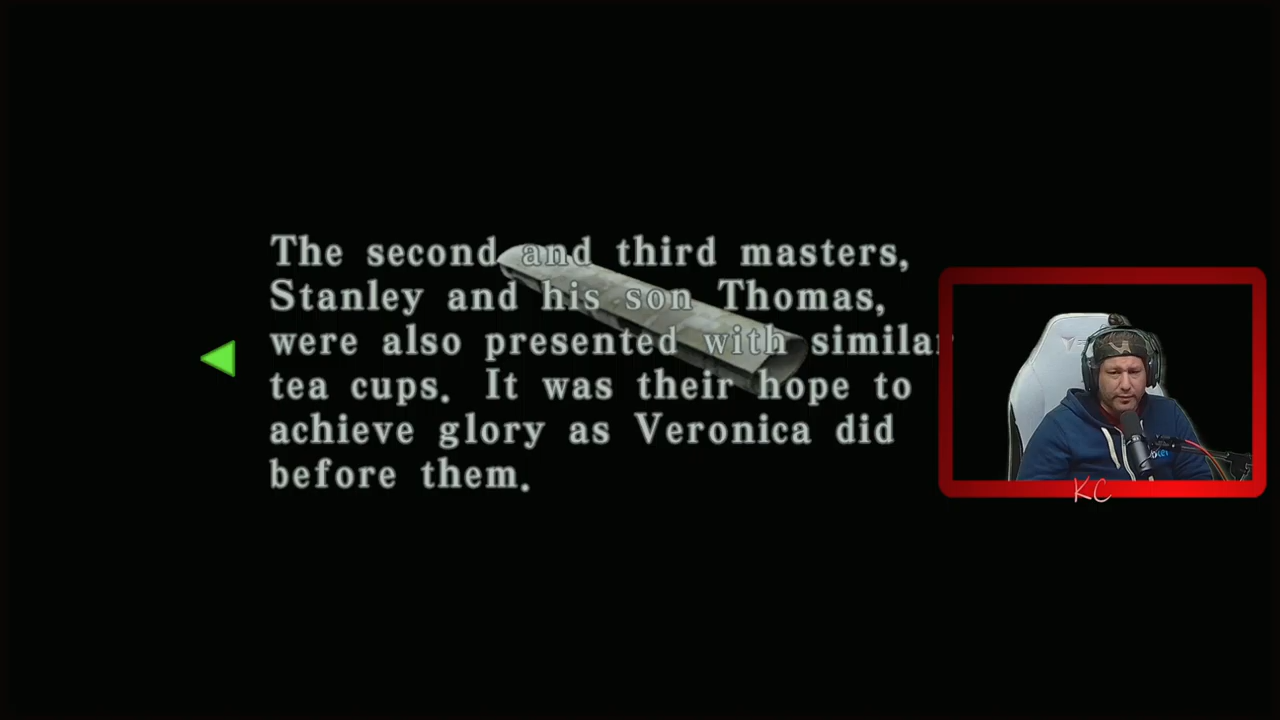 The second and third masters,
Stanley and his son Thomas,
were also presented with similar
tea cups. It was their hope to
achieve glory as Veronica did
before them.
KC